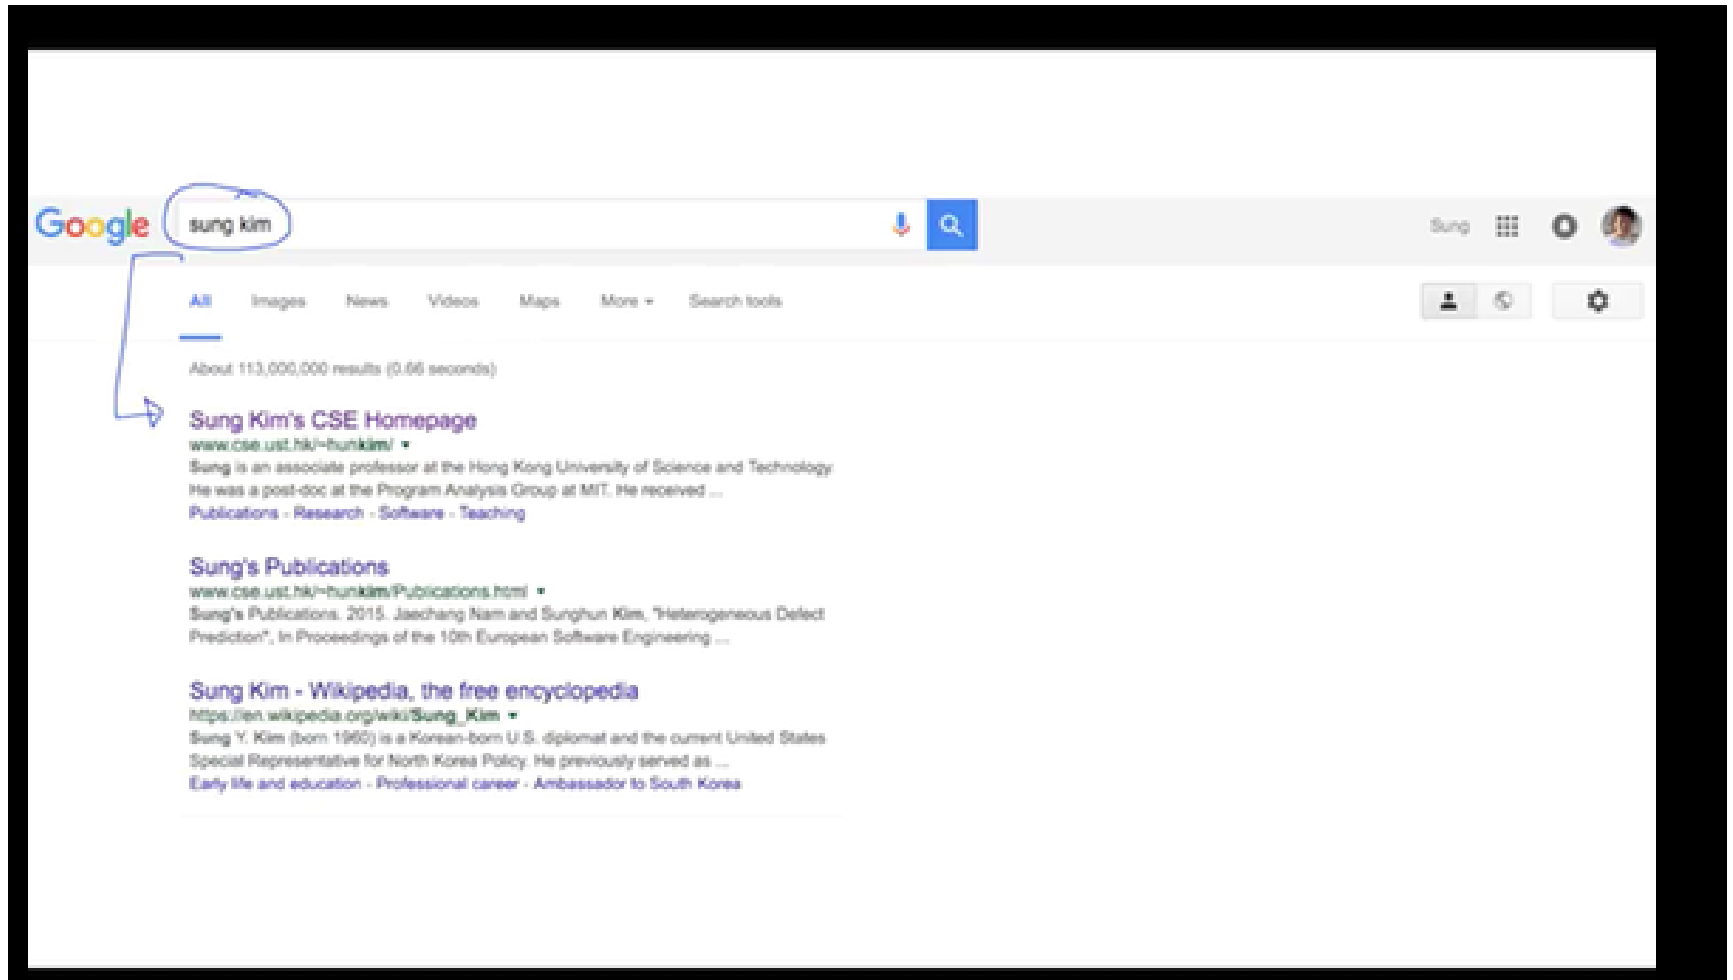 Google
sung kim
Sung
All Images News Videos Maps More Search tools
About 113,000,000 results (0.66 seconds)
Sung Kim's CSE Homepage
www.cse.ust.hk/~hunkim/
Sung is an associate professor at the Hong Kong University of Science and Technology.
He was a post-doc at the Program Analysis Group at MIT. He received ...
Publications - Research - Software - Teaching
Sung's Publications
www.cse.ust.hk/~hunkim/Publications.html
Sung's Publications. 2015. Jaechang Nam and Sunghun Kim, "Heterogeneous Defect
Prediction", In Proceedings of the 10th European Software Engineering ...
Sung Kim - Wikipedia, the free encyclopedia
https://en.wikipedia.org/wiki/Sung_Kim
Sung Y. Kim (born 1960) is a Korean-born U.S. diplomat and the current United States
Special Representative for North Korea Policy. He previously served as ...
Early life and education - Professional career - Ambassador to South Korea